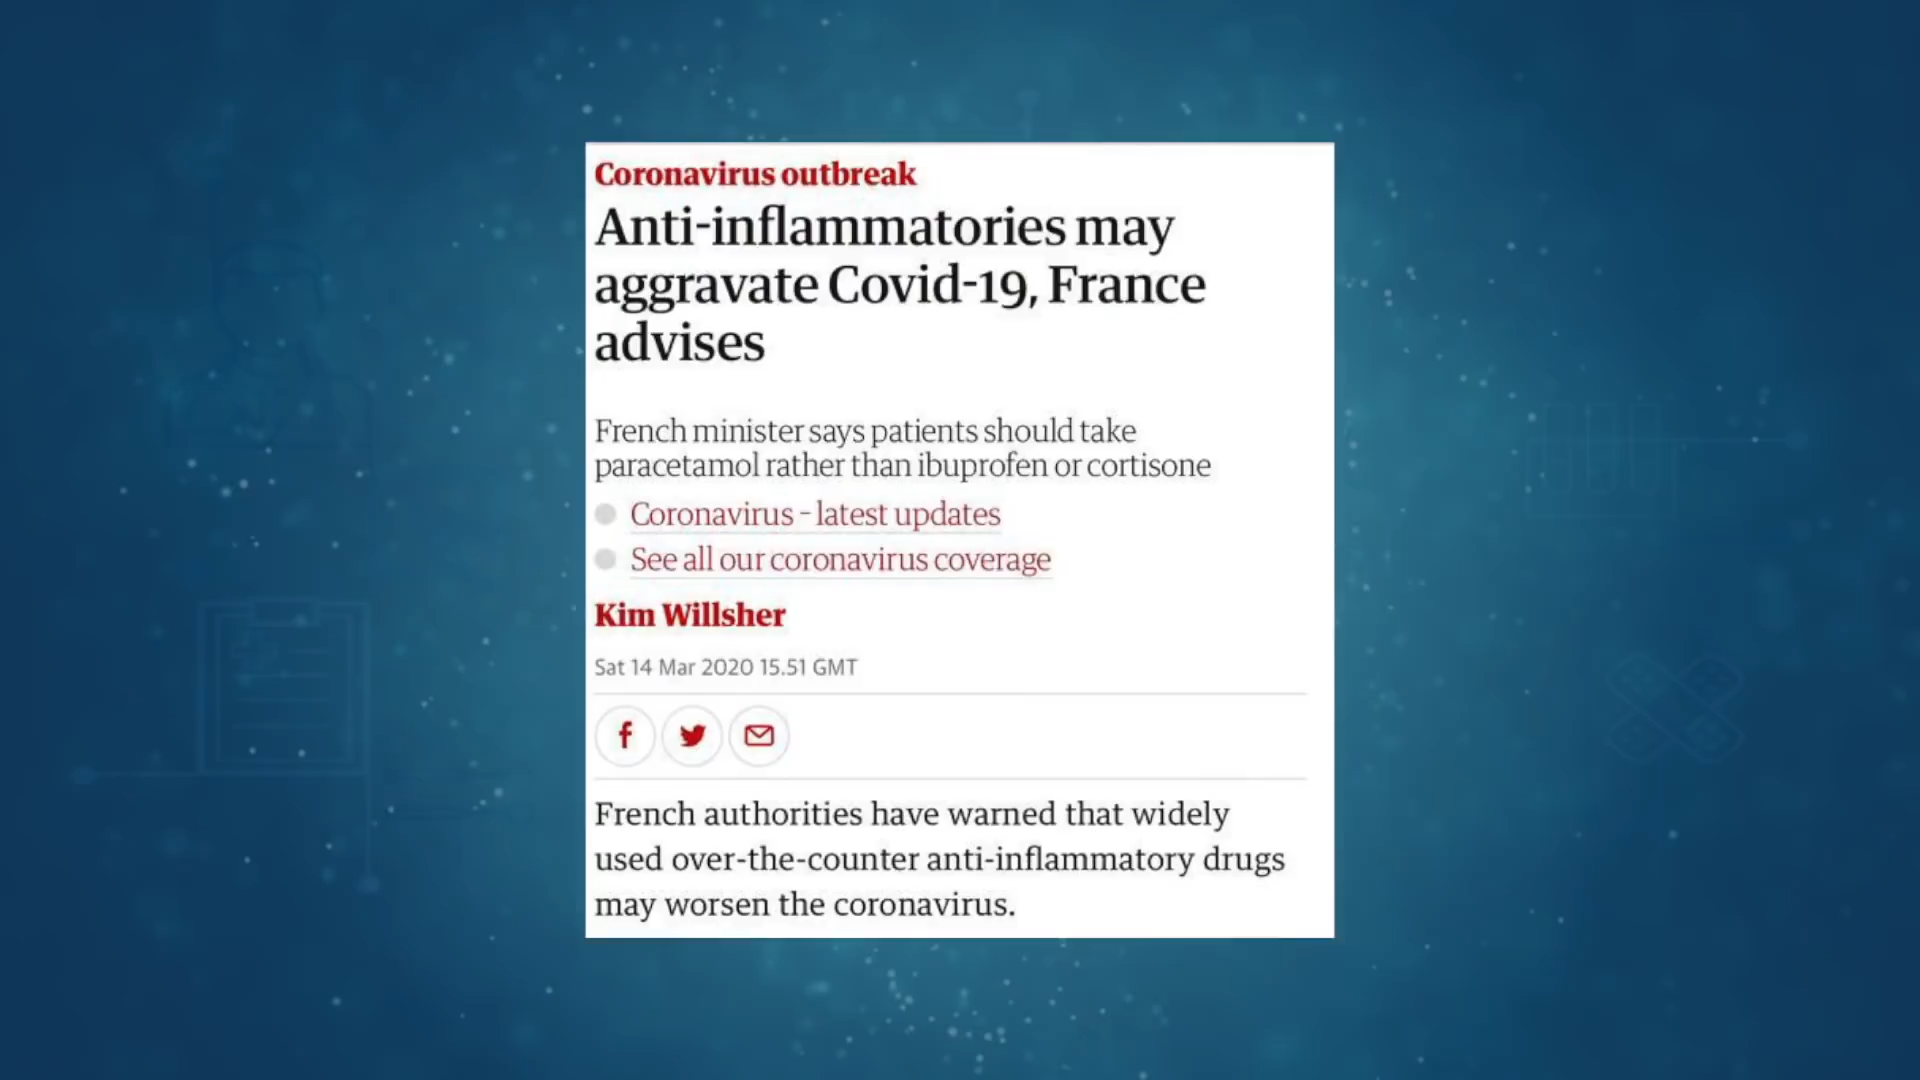 Coronavirus outbreak
Anti-inflammatories may
aggravate Covid-19, France
advises
French minister says patients should take
paracetamol rather than ibuprofen or cortisone
Coronavirus – latest updates
See all our coronavirus coverage
Kim Willsher
Sat 14 Mar 2020 15.51 GMT
French authorities have warned that widely
used over-the-counter anti-inflammatory drugs
may worsen the coronavirus.